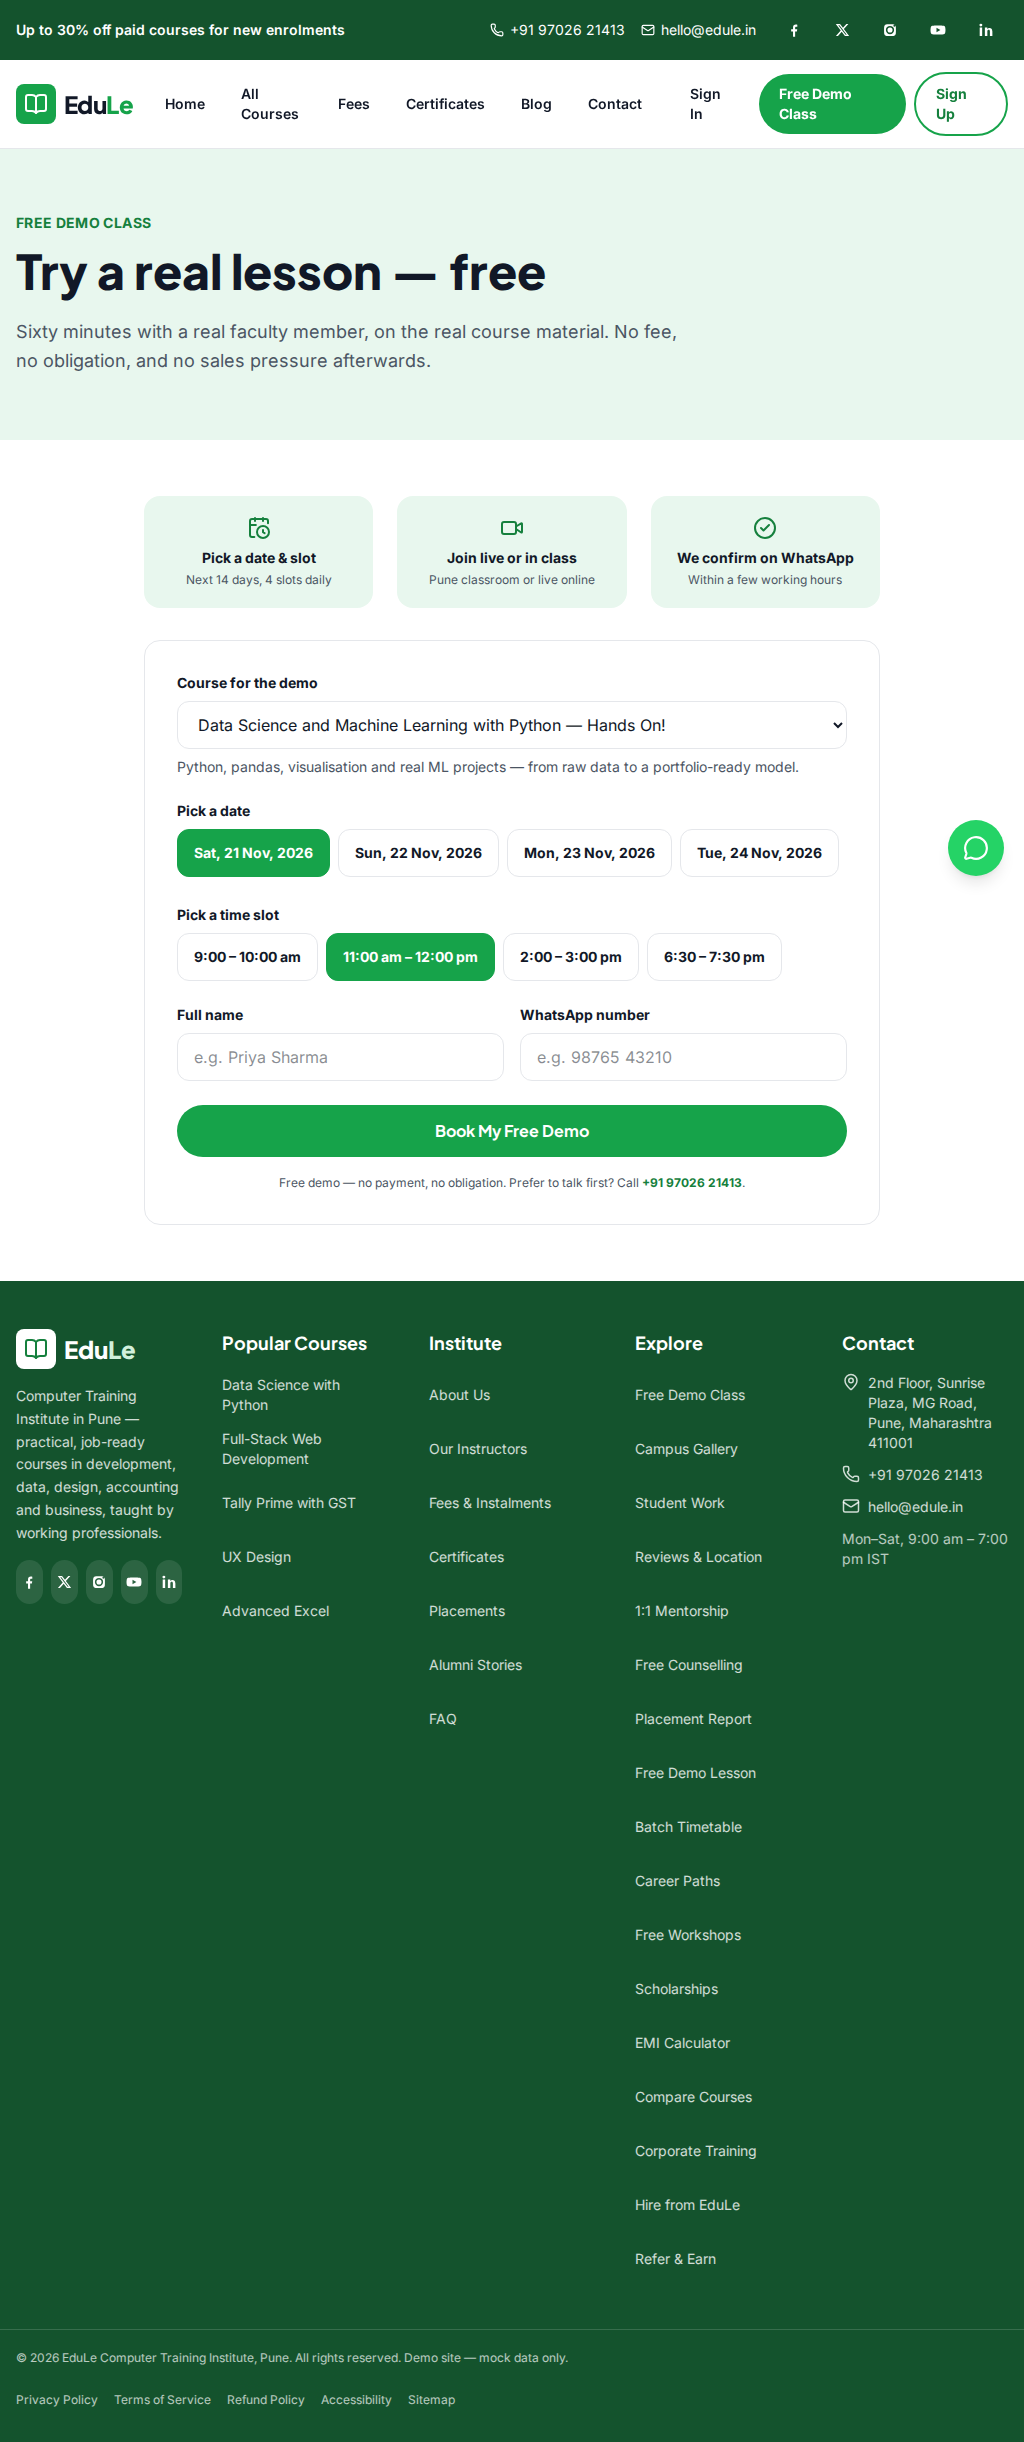 Up to 30% off paid courses for new enrolments
+91 97026 21413
hello@edule.in
EduLe
Home
All Courses
Fees
Certificates
Blog
Contact
Sign In
Free Demo Class
Sign Up
FREE DEMO CLASS
Try a real lesson — free
Sixty minutes with a real faculty member, on the real course material. No fee,
no obligation, and no sales pressure afterwards.
Pick a date & slot
Next 14 days, 4 slots daily
Join live or in class
Pune classroom or live online
We confirm on WhatsApp
Within a few working hours
Course for the demo
Data Science and Machine Learning with Python — Hands On!
Python, pandas, visualisation and real ML projects — from raw data to a portfolio-ready model.
Pick a date
Sat, 21 Nov, 2026
Sun, 22 Nov, 2026
Mon, 23 Nov, 2026
Tue, 24 Nov, 2026
Pick a time slot
9:00 – 10:00 am
11:00 am – 12:00 pm
2:00 – 3:00 pm
6:30 – 7:30 pm
Full name
WhatsApp number
e.g. Priya Sharma
e.g. 98765 43210
Book My Free Demo
Free demo — no payment, no obligation. Prefer to talk first? Call +91 97026 21413.
EduLe
Computer Training
Institute in Pune —
practical, job-ready
courses in development,
data, design, accounting
and business, taught by
working professionals.
Popular Courses
Data Science with
Python
Full-Stack Web
Development
Tally Prime with GST
UX Design
Advanced Excel
Institute
About Us
Our Instructors
Fees & Instalments
Certificates
Placements
Alumni Stories
FAQ
Explore
Free Demo Class
Campus Gallery
Student Work
Reviews & Location
1:1 Mentorship
Free Counselling
Placement Report
Free Demo Lesson
Batch Timetable
Career Paths
Free Workshops
Scholarships
EMI Calculator
Compare Courses
Corporate Training
Hire from EduLe
Refer & Earn
Contact
2nd Floor, Sunrise
Plaza, MG Road,
Pune, Maharashtra
411001
+91 97026 21413
hello@edule.in
Mon–Sat, 9:00 am – 7:00
pm IST
© 2026 EduLe Computer Training Institute, Pune. All rights reserved. Demo site — mock data only.
Privacy Policy
Terms of Service
Refund Policy
Accessibility
Sitemap